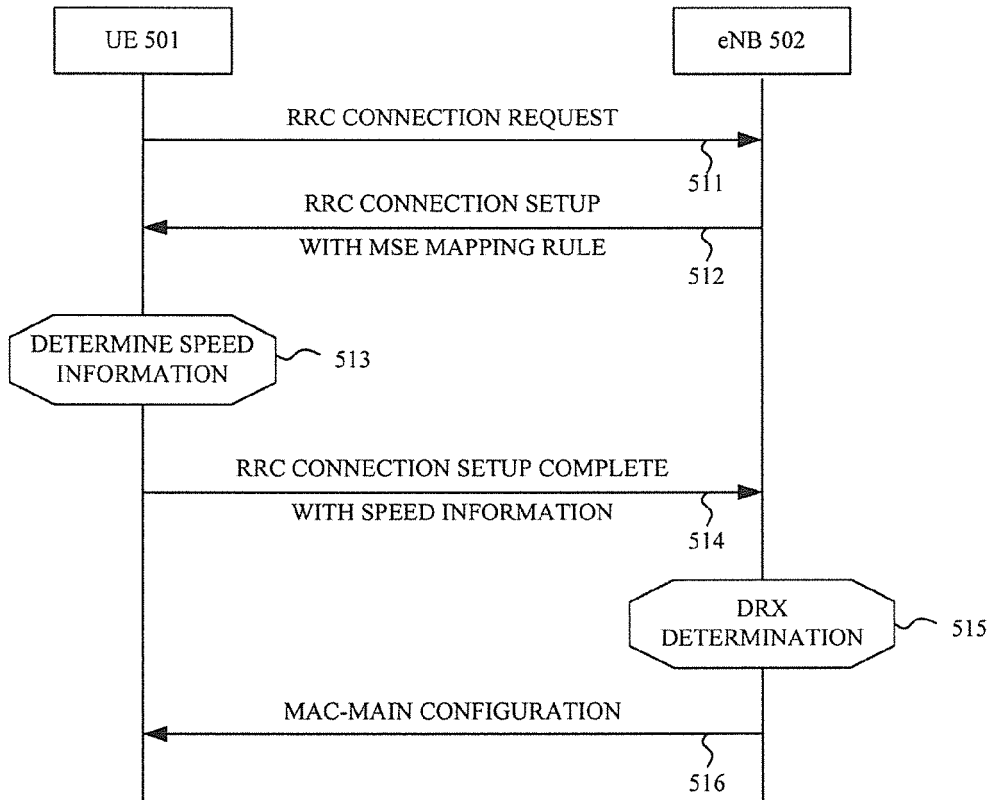 UE 501
eNB 502
RRC CONNECTION REQUEST
511
RRC CONNECTION SETUP
WITH MSE MAPPING RULE
512
DETERMINE SPEED
INFORMATION
513
RRC CONNECTION SETUP COMPLETE
WITH SPEED INFORMATION
514
DRX
DETERMINATION
515
MAC-MAIN CONFIGURATION
516